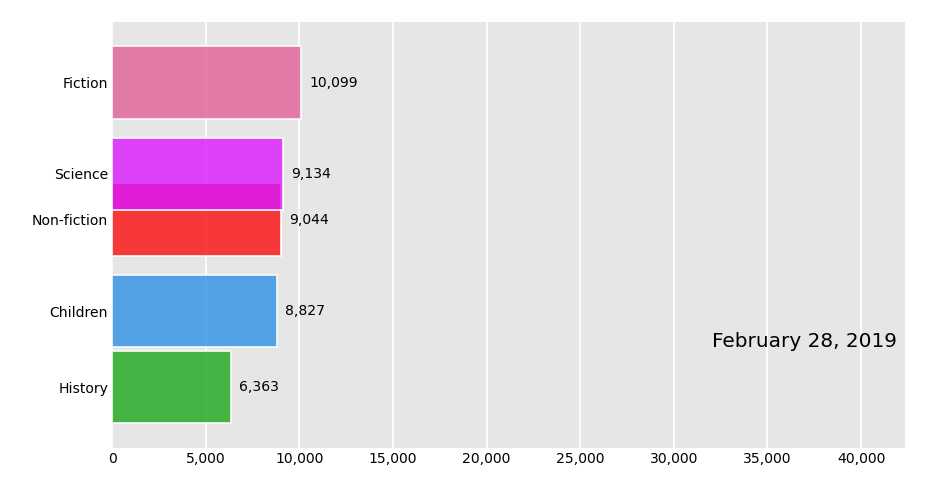 Fiction 10,099
Science 9,134
Non-fiction 9,044
Children 8,827
February 28, 2019
History 6,363
0 5,000 10,000 15,000 20,000 25,000 30,000 35,000 40,000